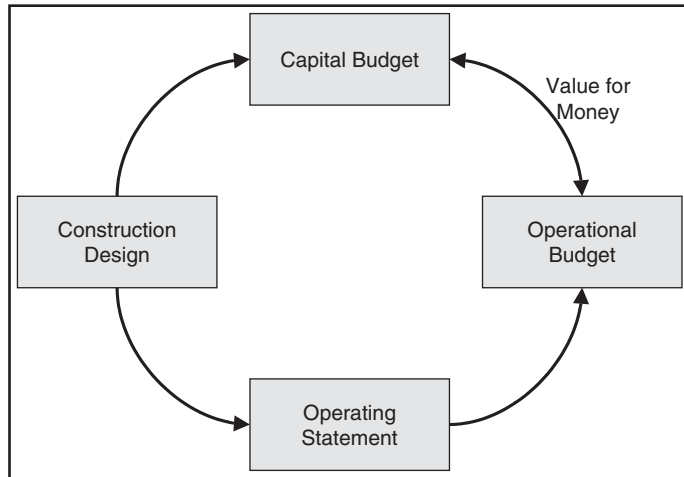 Capital Budget
Value for
Money
Construction
Design
Operational
Budget
Operating
Statement